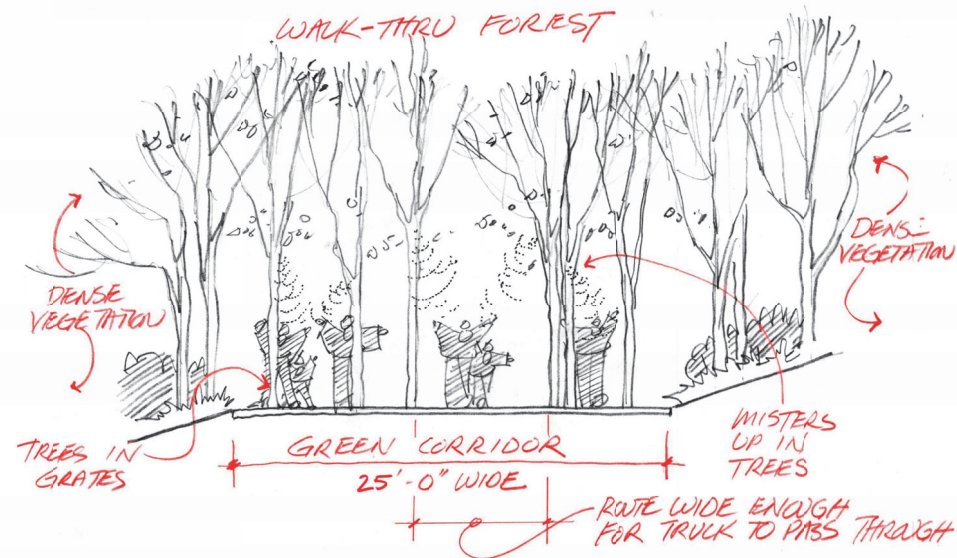 WALK-THRU FOREST
DENSE
VEGETATION
DENSE
VEGETATION
TREES IN
GRATES
GREEN CORRIDOR
25'-0" WIDE
MISTERS
UP IN
TREES
ROUTE WIDE ENOUGH
FOR TRUCK TO PASS THROUGH